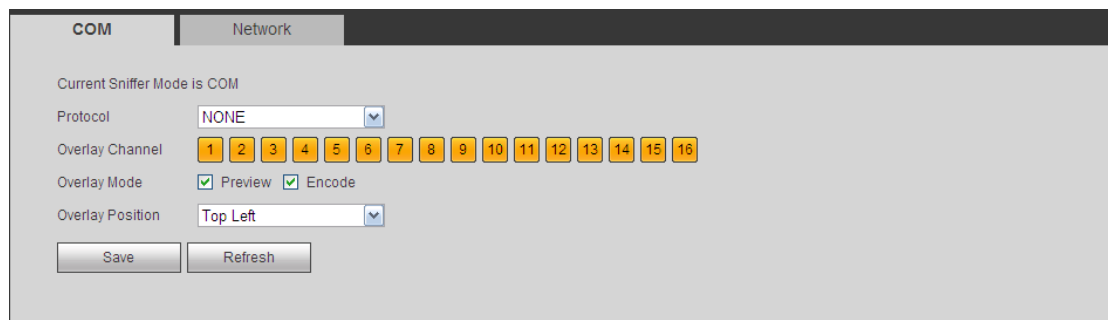 COM Network
Current Sniffer Mode is COM
Protocol NONE
Overlay Channel 1 2 3 4 5 6 7 8 9 10 11 12 13 14 15 16
Overlay Mode Preview Encode
Overlay Position Top Left
Save Refresh